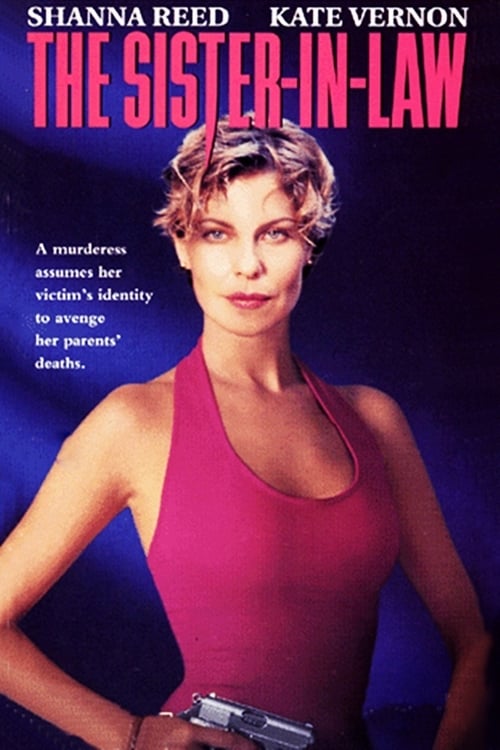 SHANNA REED KATE VERNON
THE SISTER-IN-LAW
A murderess
assumes her
victim's identity
to avenge
her parents'
deaths.